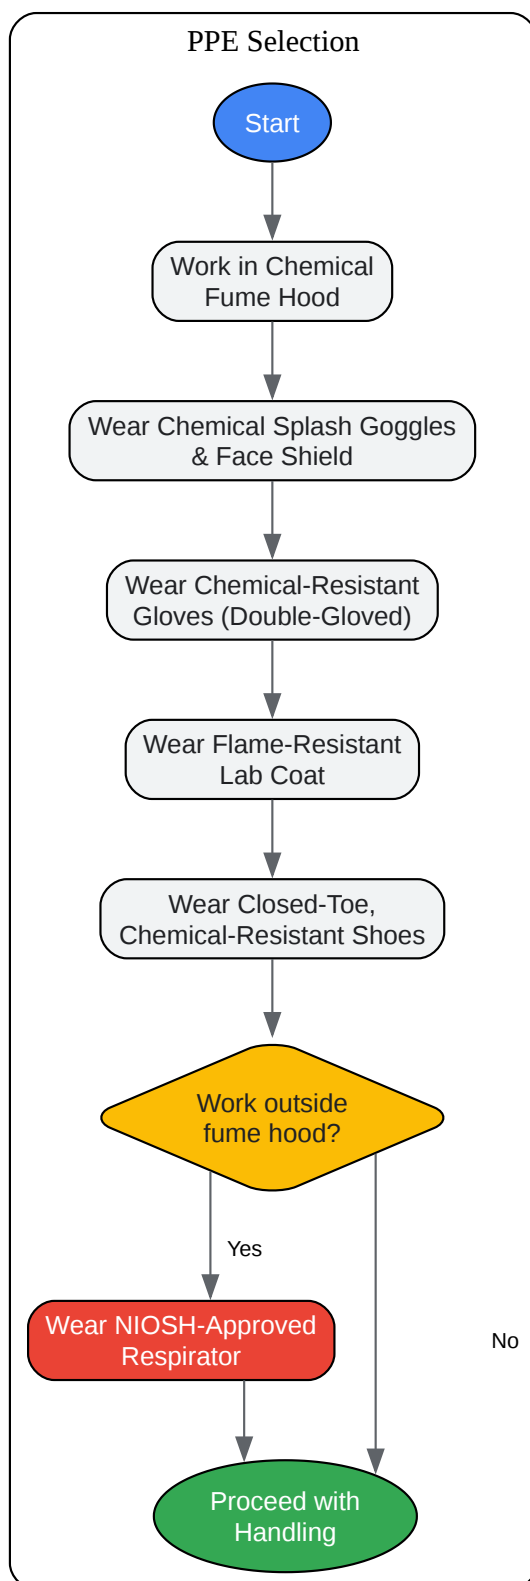 PPE Selection
Start
Work in Chemical
Fume Hood
Wear Chemical Splash Goggles
& Face Shield
Wear Chemical-Resistant
Gloves (Double-Gloved)
Wear Flame-Resistant
Lab Coat
Wear Closed-Toe,
Chemical-Resistant Shoes
Work outside
fume hood?
Yes
Wear NIOSH-Approved
Respirator
No
Proceed with
Handling